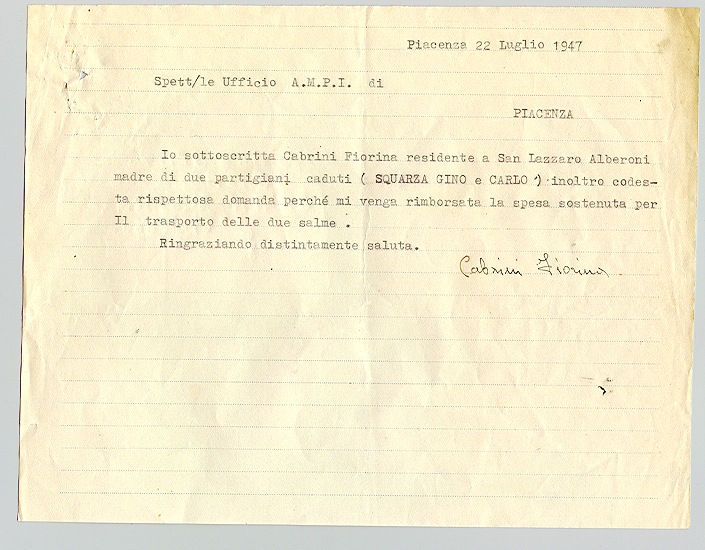 Piacenza 22 Luglio 1947
Spett/le Ufficio A.M.P.I. di
PIACENZA
Io sottoscritta Cabrini Fiorina residente a San Lazzaro Alberoni
madre di due partigiani caduti ( SQUARZA GINO e CARLO ) inoltro codes-
ta rispettosa domanda perché mi venga rimborsata la spesa sostenuta per
Il trasporto delle due salme .
Ringraziando distintamente saluta.
Cabrini Fiorina